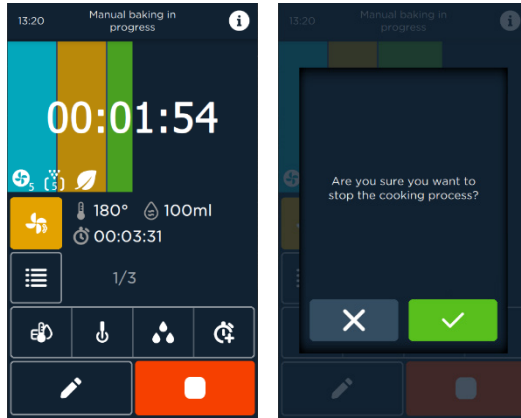 13:20
Manual baking in
progress
i
00:01:54
5
(5)
180°
100ml
00:03:31
1/3
13:20
Manual baking in
progress
i
Are you sure you want to
stop the cooking process?